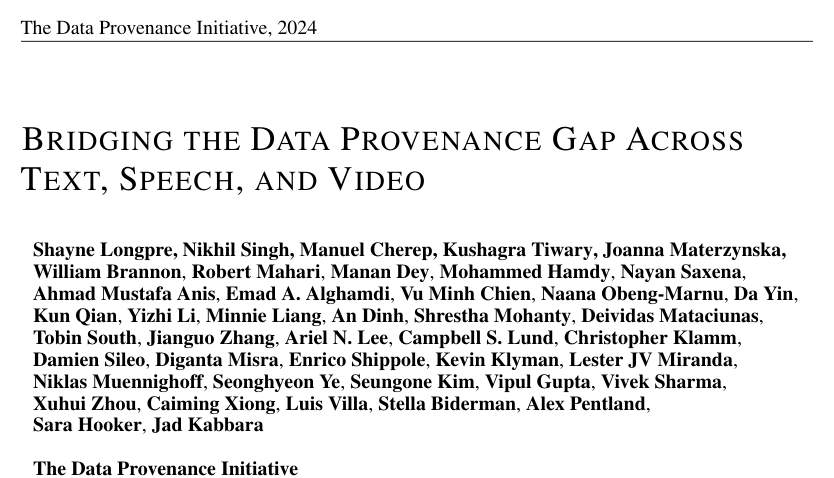 The Data Provenance Initiative, 2024
BRIDGING THE DATA PROVENANCE GAP ACROSS
TEXT, SPEECH, AND VIDEO
Shayne Longpre, Nikhil Singh, Manuel Cherep, Kushagra Tiwary, Joanna Materzynska,
William Brannon, Robert Mahari, Manan Dey, Mohammed Hamdy, Nayan Saxena,
Ahmad Mustafa Anis, Emad A. Alghamdi, Vu Minh Chien, Naana Obeng-Marnu, Da Yin,
Kun Qian, Yizhi Li, Minnie Liang, An Dinh, Shrestha Mohanty, Deividas Mataciunas,
Tobin South, Jianguo Zhang, Ariel N. Lee, Campbell S. Lund, Christopher Klamm,
Damien Sileo, Diganta Misra, Enrico Shippole, Kevin Klyman, Lester JV Miranda,
Niklas Muennighoff, Seonghyeon Ye, Seungone Kim, Vipul Gupta, Vivek Sharma,
Xuhui Zhou, Caiming Xiong, Luis Villa, Stella Biderman, Alex Pentland,
Sara Hooker, Jad Kabbara
The Data Provenance Initiative